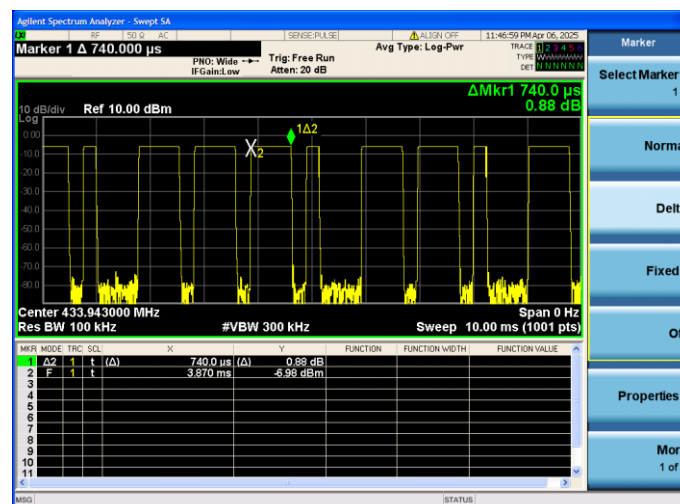 Agilent Spectrum Analyzer - Swept SA
LXI RF 50 Ω AC SENSE:PULSE ALIGN OFF 11:46:59 PM Apr 06, 2025
Marker 1 Δ 740.000 µs
PNO: Wide Trig: Free Run Avg Type: Log-Pwr TRACE 1 2 3 4 5 6
IFGain:Low Atten: 20 dB TYPE
DET N N N N N N
ΔMkr1 740.0 µs
0.88 dB
10 dB/div Ref 10.00 dBm
Log
0.00
-10.0
-20.0
-30.0
-40.0
-50.0
-60.0
-70.0
-80.0
1Δ2
2
Center 433.943000 MHz Span 0 Hz
Res BW 100 kHz #VBW 300 kHz Sweep 10.00 ms (1001 pts)
MKR MODE TRC SCL X Y FUNCTION FUNCTION WIDTH FUNCTION VALUE
1 Δ2 1 t (Δ) 740.0 µs (Δ) 0.88 dB
2 F 1 t 3.870 ms -6.98 dBm
3
4
5
6
7
8
9
10
11
MSG STATUS
Marker
Select Marker
1
Norma
Delt
Fixed
Of
Properties
Mor
1 of